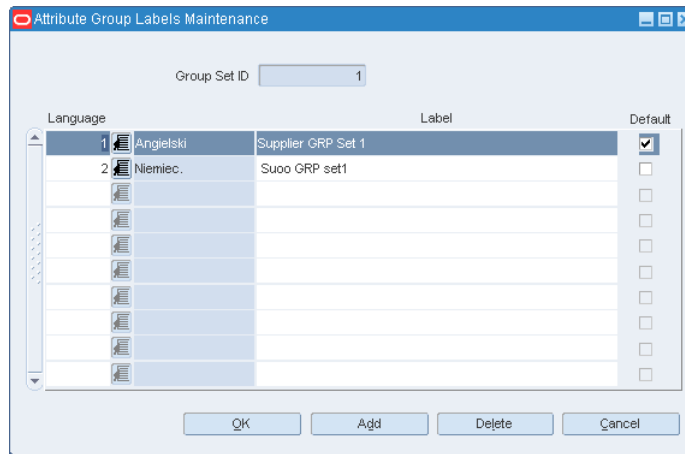 Attribute Group Labels Maintenance
Group Set ID 1
Language Label Default
1 Angielski Supplier GRP Set 1
2 Niemiec. Suoo GRP set1
OK Add Delete Cancel